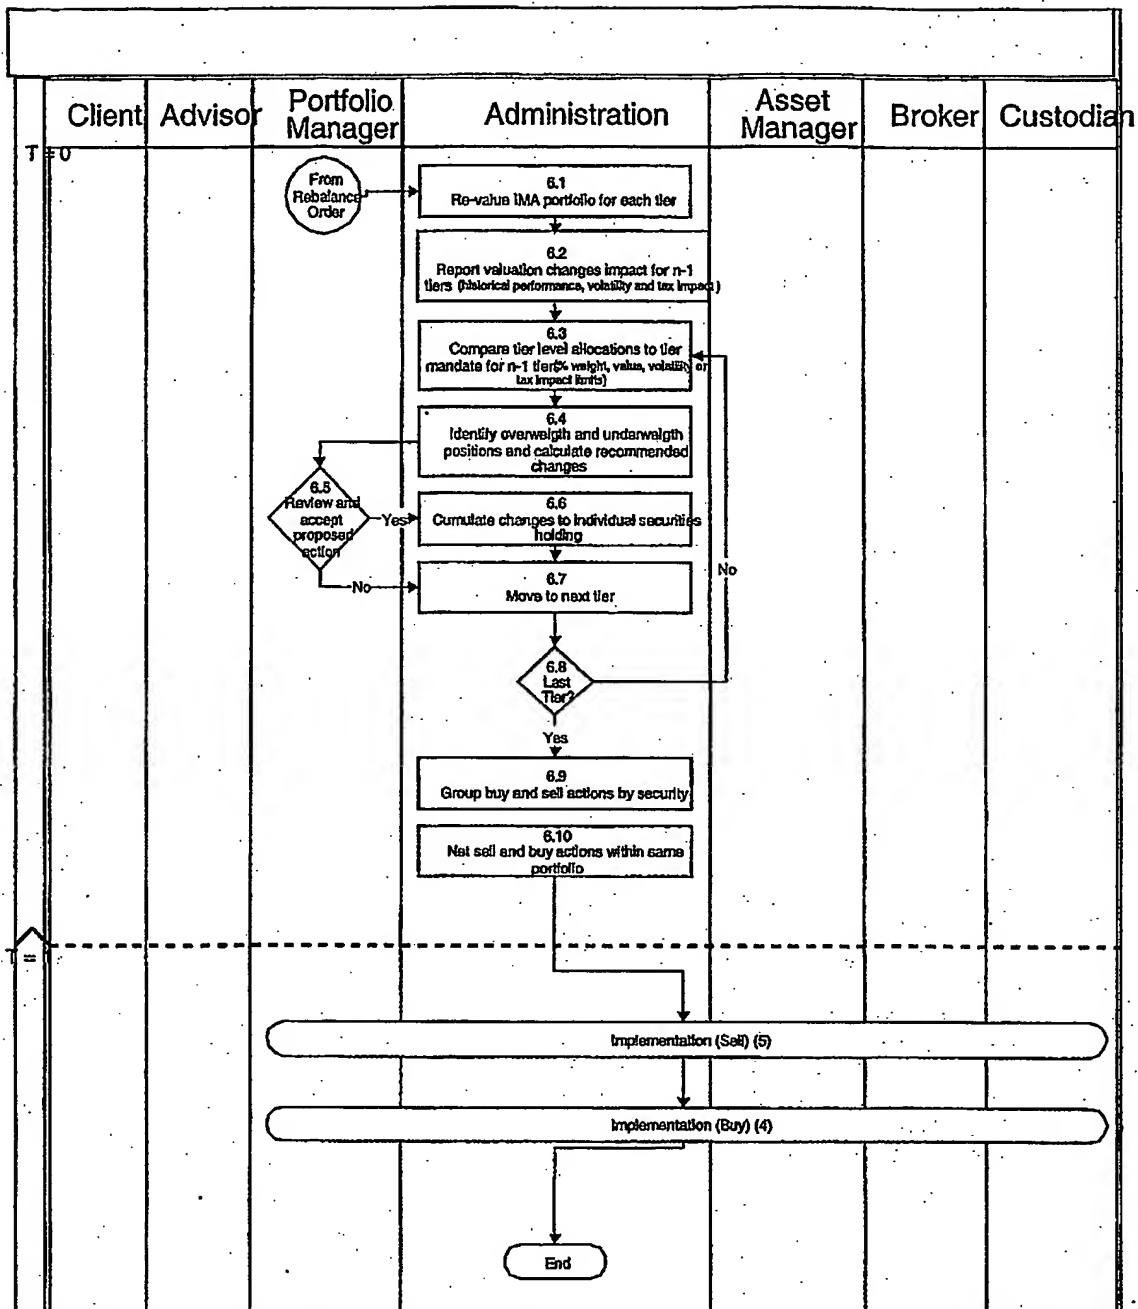 Client
Advisor
Portfolio
Manager
Administration
Asset
Manager
Broker
Custodian
T = 0
From
Rebalance
Order
6.1
Re-value IMA portfolio for each tier
6.2
Report valuation changes impact for n-1
tiers (historical performance, volatility and tax impact)
6.3
Compare tier level allocations to tier
mandate for n-1 tier(% weight, value, volatility or
tax impact limits)
6.4
Identify overweigth and underweigth
positions and calculate recommended
changes
6.5
Review and
accept
proposed
action
Yes
6.6
Cumulate changes to individual securities
holding
No
6.7
Move to next tier
No
6.8
Last
Tier?
Yes
6.9
Group buy and sell actions by security
6.10
Net sell and buy actions within same
portfolio
T =
Implementation (Sell) (5)
Implementation (Buy) (4)
End